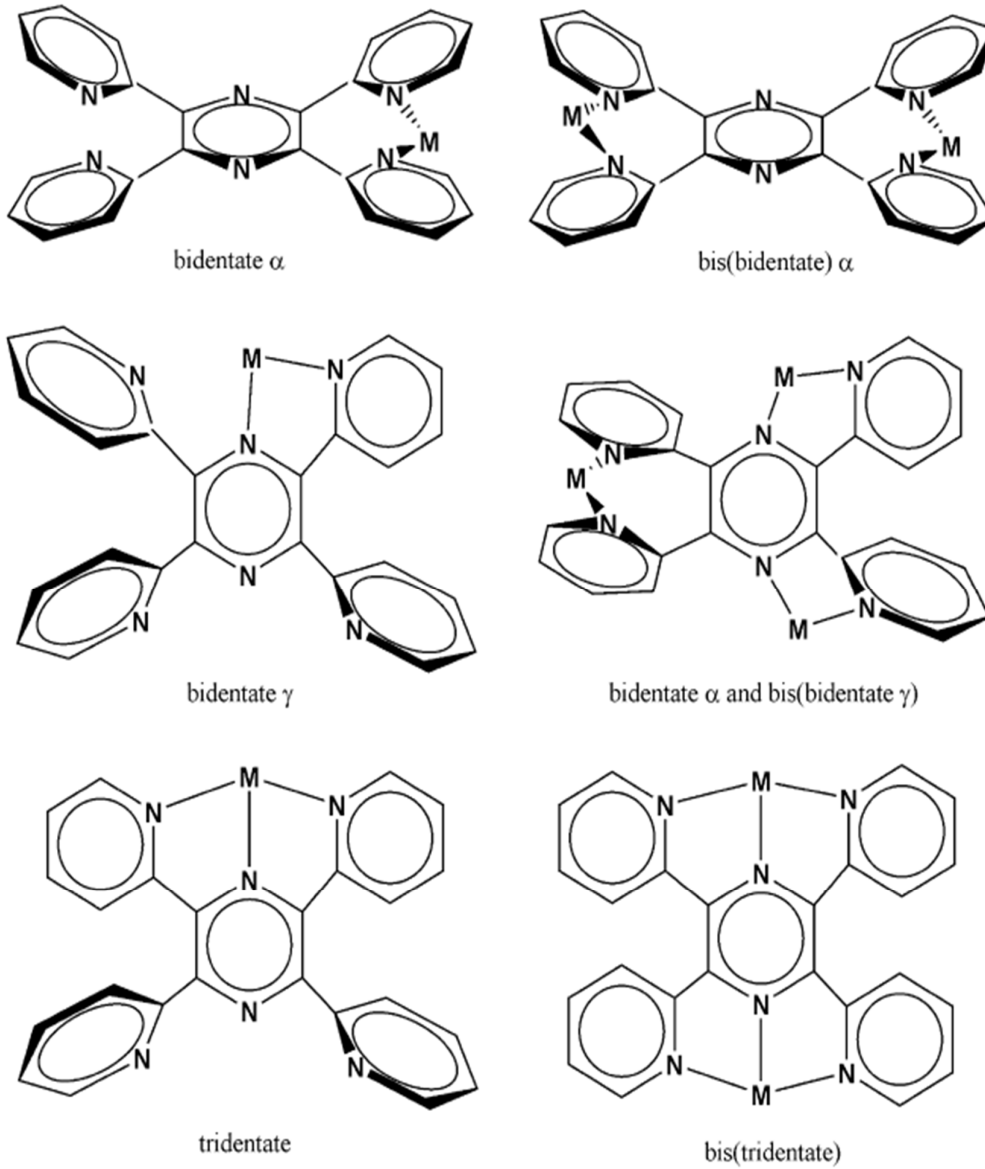 N N N
M
N N N
bidentate α
N N N
M M
N N N
bis(bidentate) α
M N
N
N
N
N N
bidentate γ
M N
N
N
M
N
N
N
M
bidentate α and bis(bidentate γ)
M
N N
N
N
N N
tridentate
M
N N
N
N
N N
M
bis(tridentate)